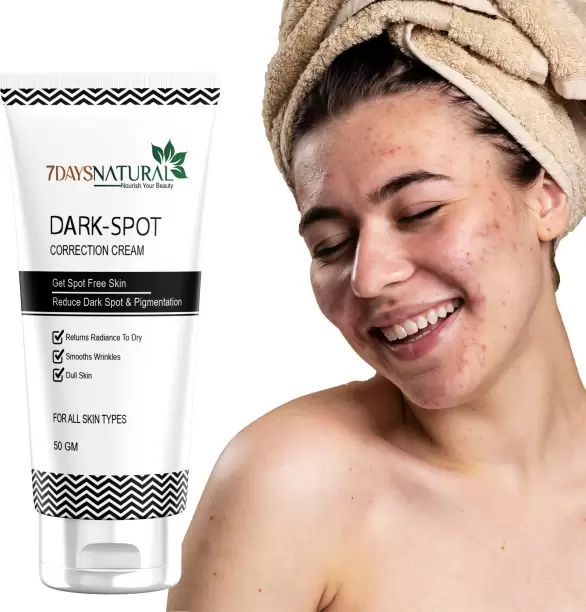 7DAYSNATURAL
Nourish Your Beauty
DARK-SPOT
CORRECTION CREAM
Get Spot Free Skin
Reduce Dark Spot & Pigmentation
Returns Radiance To Dry
Smooths Wrinkles
Dull Skin
FOR ALL SKIN TYPES
50 GM